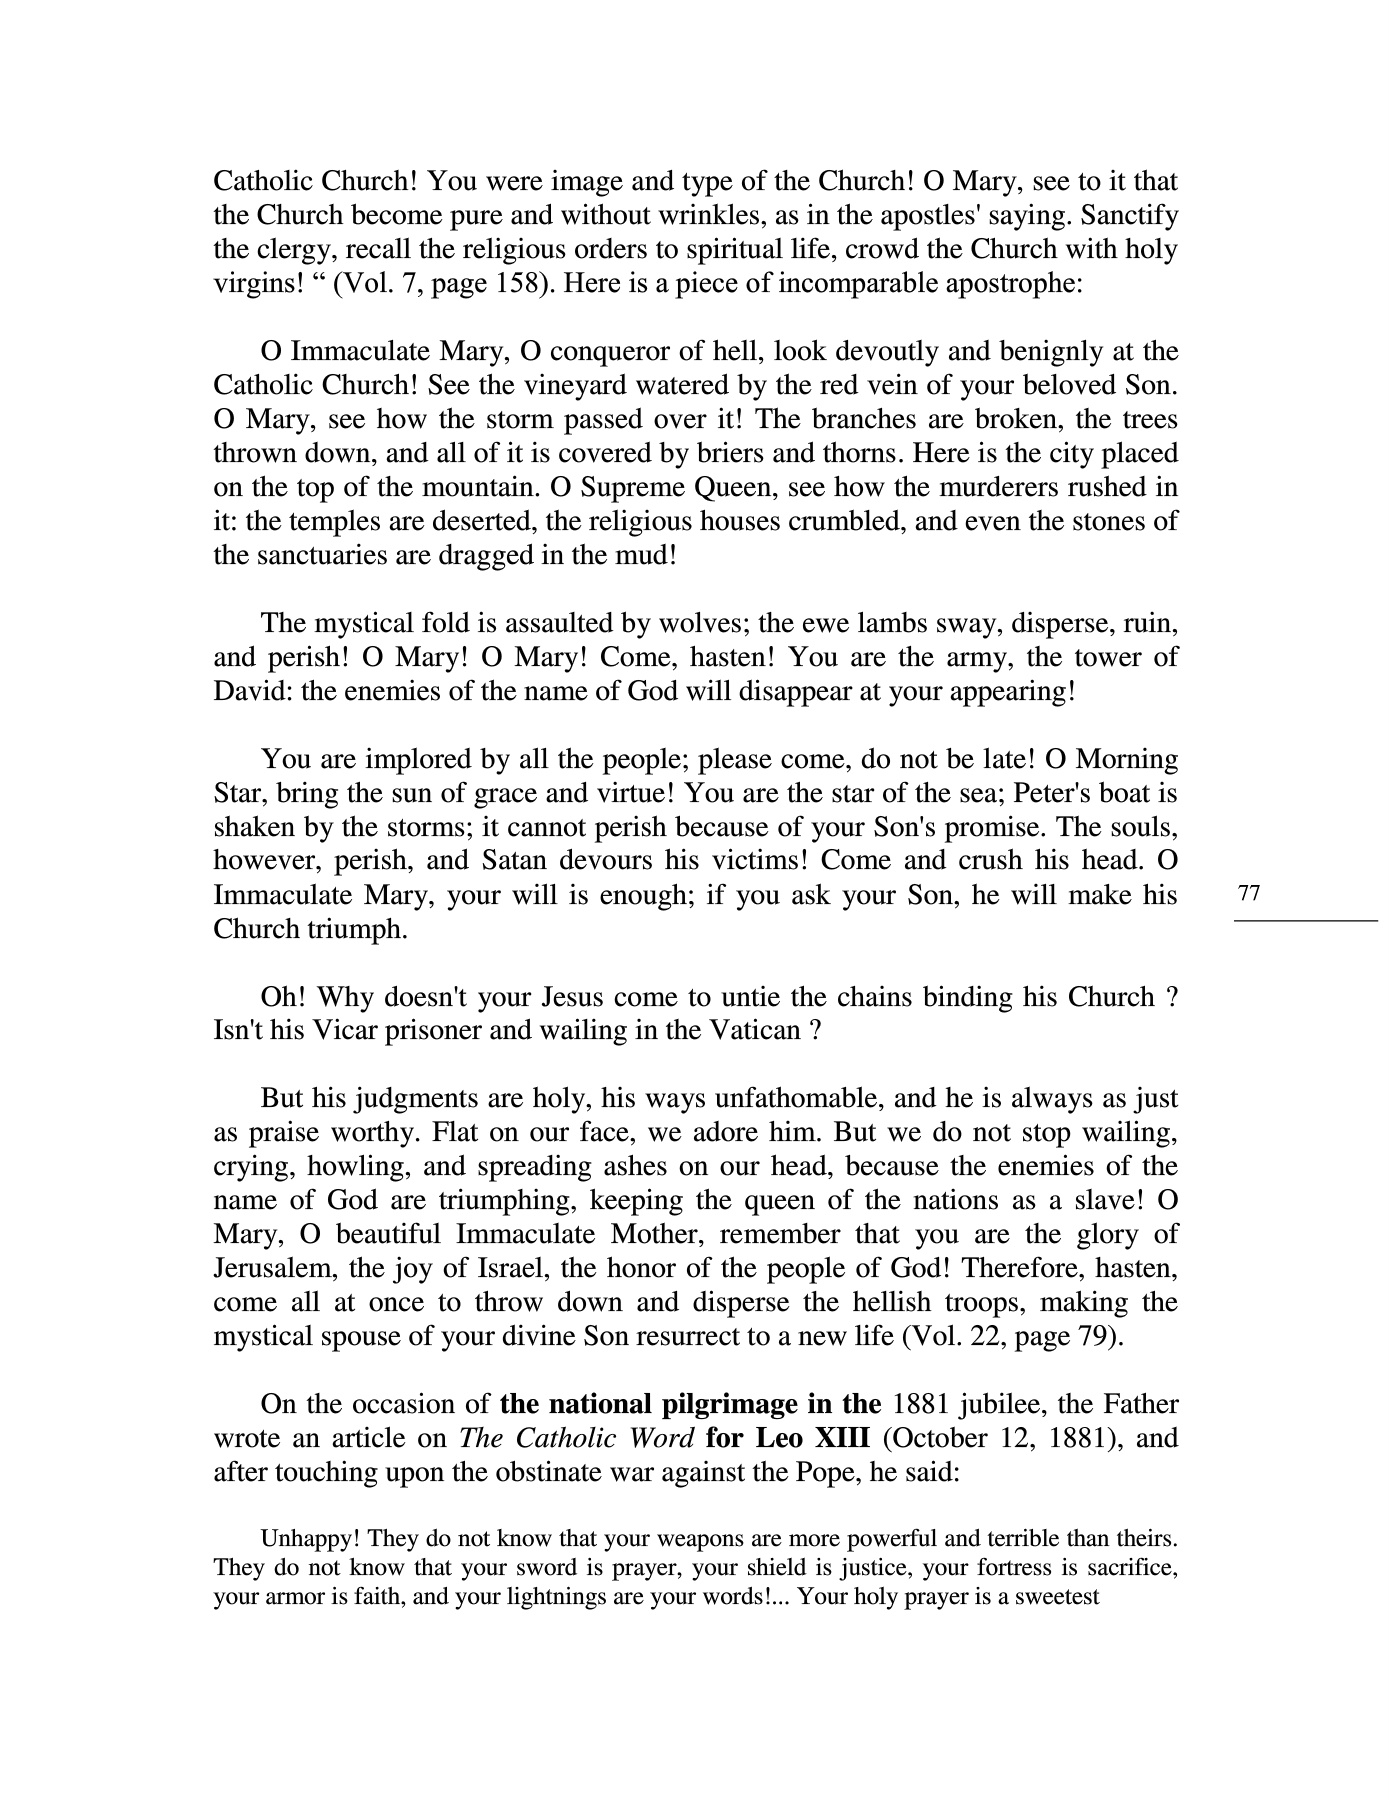 Catholic Church! You were image and type of the Church! O Mary, see to it that
the Church become pure and without wrinkles, as in the apostles' saying. Sanctify
the clergy, recall the religious orders to spiritual life, crowd the Church with holy
virgins! “ (Vol. 7, page 158). Here is a piece of incomparable apostrophe:
O Immaculate Mary, O conqueror of hell, look devoutly and benignly at the
Catholic Church! See the vineyard watered by the red vein of your beloved Son.
O Mary, see how the storm passed over it! The branches are broken, the trees
thrown down, and all of it is covered by briers and thorns. Here is the city placed
on the top of the mountain. O Supreme Queen, see how the murderers rushed in
it: the temples are deserted, the religious houses crumbled, and even the stones of
the sanctuaries are dragged in the mud!
The mystical fold is assaulted by wolves; the ewe lambs sway, disperse, ruin,
and perish! O Mary! O Mary! Come, hasten! You are the army, the tower of
David: the enemies of the name of God will disappear at your appearing!
You are implored by all the people; please come, do not be late! O Morning
Star, bring the sun of grace and virtue! You are the star of the sea; Peter's boat is
shaken by the storms; it cannot perish because of your Son's promise. The souls,
however, perish, and Satan devours his victims! Come and crush his head. O
Immaculate Mary, your will is enough; if you ask your Son, he will make his
Church triumph.
77
Oh! Why doesn't your Jesus come to untie the chains binding his Church ?
Isn't his Vicar prisoner and wailing in the Vatican ?
But his judgments are holy, his ways unfathomable, and he is always as just
as praise worthy. Flat on our face, we adore him. But we do not stop wailing,
crying, howling, and spreading ashes on our head, because the enemies of the
name of God are triumphing, keeping the queen of the nations as a slave! O
Mary, O beautiful Immaculate Mother, remember that you are the glory of
Jerusalem, the joy of Israel, the honor of the people of God! Therefore, hasten,
come all at once to throw down and disperse the hellish troops, making the
mystical spouse of your divine Son resurrect to a new life (Vol. 22, page 79).
On the occasion of the national pilgrimage in the 1881 jubilee, the Father
wrote an article on The Catholic Word for Leo XIII (October 12, 1881), and
after touching upon the obstinate war against the Pope, he said:
Unhappy! They do not know that your weapons are more powerful and terrible than theirs.
They do not know that your sword is prayer, your shield is justice, your fortress is sacrifice,
your armor is faith, and your lightnings are your words!... Your holy prayer is a sweetest